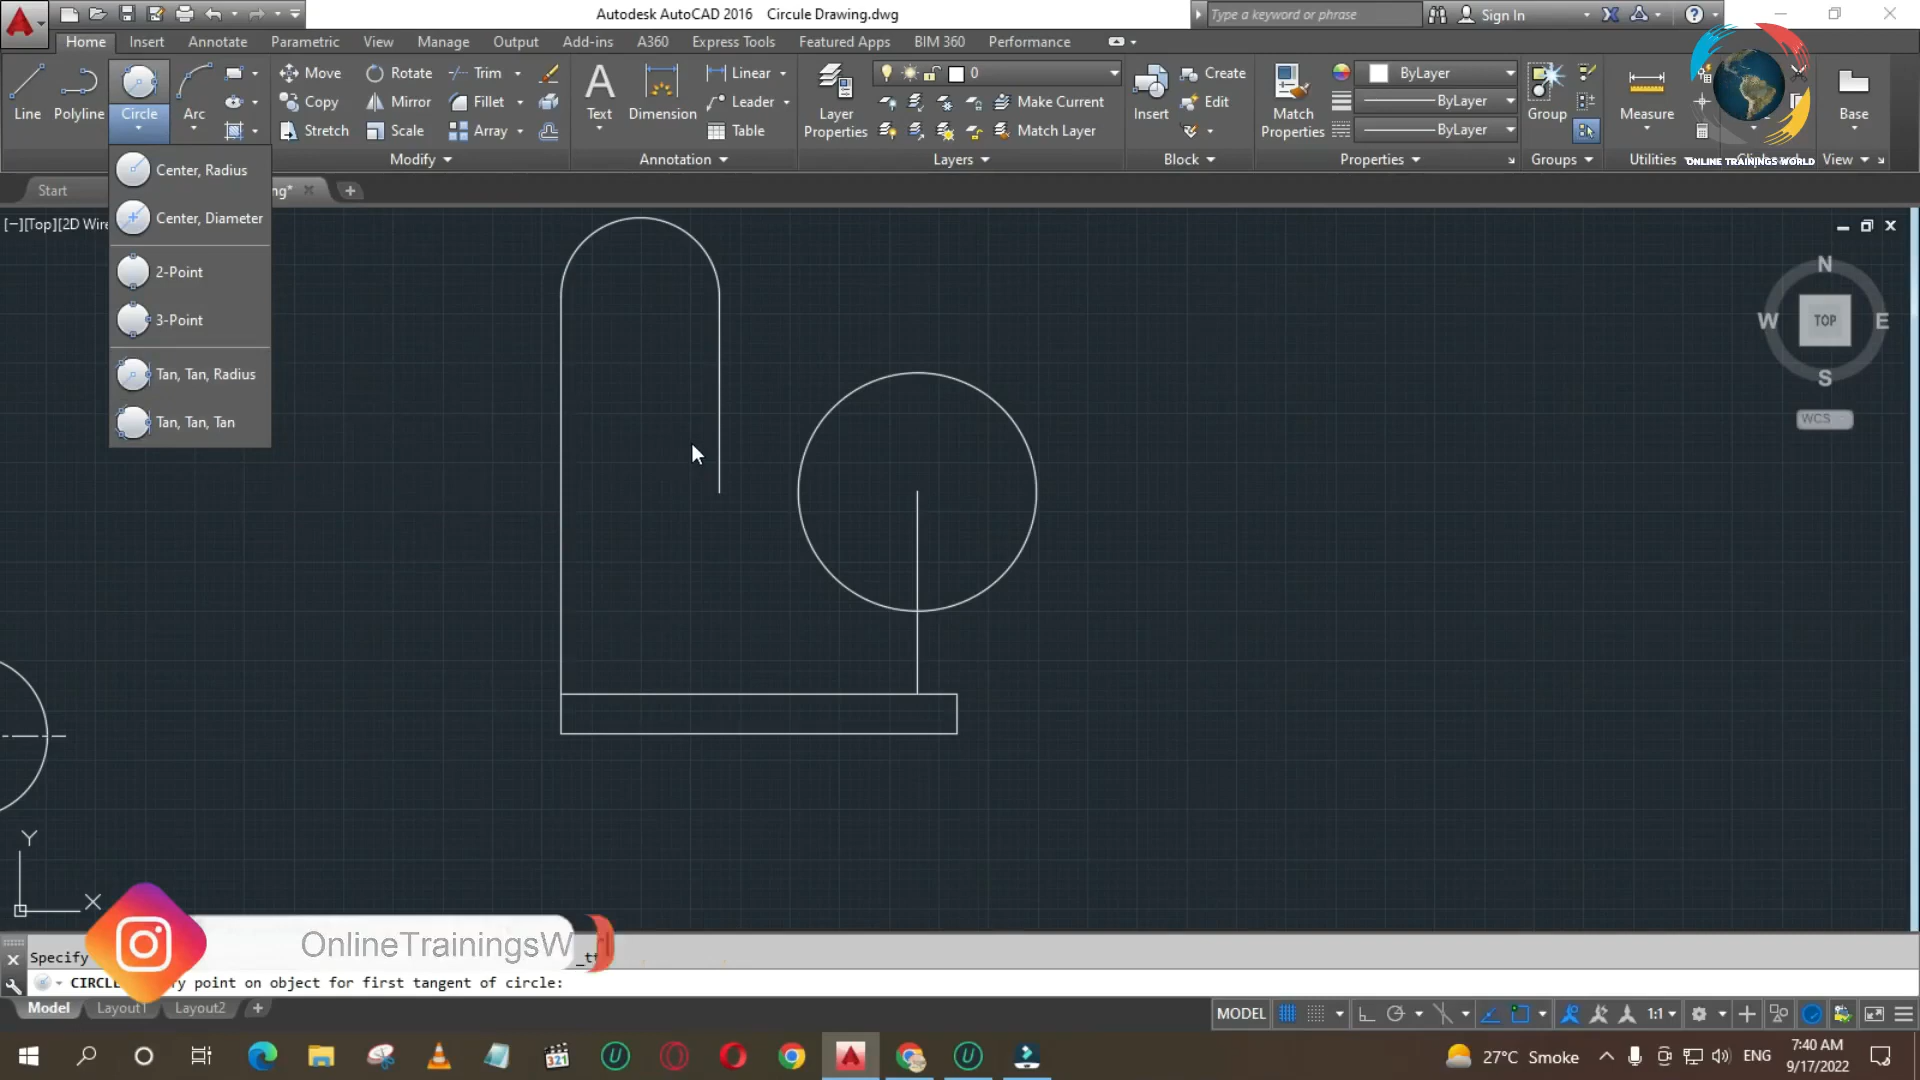 Autodesk AutoCAD 2016 Circule Drawing.dwg
Type a keyword or phrase
Sign In
Home Insert Annotate Parametric View Manage Output Add-ins A360 Express Tools Featured Apps BIM 360 Performance
Line Polyline Circle Arc
Move Rotate Trim
Copy Mirror Fillet
Stretch Scale Array
Modify
Text Dimension
Linear
Leader
Table
Annotation
Layer Properties
0
Make Current
Match Layer
Layers
Insert
Create
Edit
Block
Match Properties
ByLayer
ByLayer
ByLayer
Properties
Group
Groups
Measure
Utilities
ONLINE TRAININGS WORLD
Base
View
Start
ng*
[−][Top][2D Wire
Center, Radius
Center, Diameter
2-Point
3-Point
Tan, Tan, Radius
Tan, Tan, Tan
N
W TOP E
S
WCS
Y
X
OnlineTrainingsW
Specify
CIRCLE y point on object for first tangent of circle:
Model Layout1 Layout2
MODEL
1:1
321
27°C Smoke
ENG
7:40 AM
9/17/2022